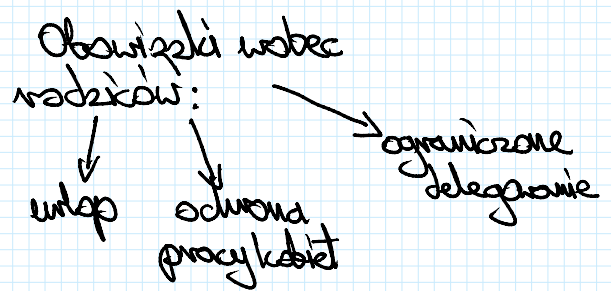 Obowiązki wobec
rodziców:
ograniczone
delegowanie
urlop
ochrona
pracy kobiet